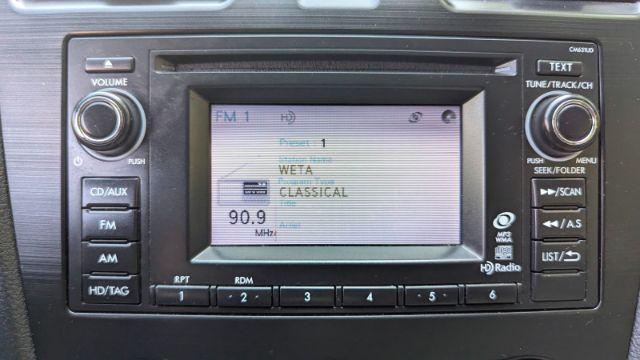 CM631UD
VOLUME
TEXT
TUNE/TRACK/CH
PUSH
PUSH
MENU
SEEK/FOLDER
FM 1
HD
Preset : 1
Station Name
WETA
Program Type
CLASSICAL
Title
90.9
MHz
Artist
CD/AUX
FM
AM
HD/TAG
SCAN
/ A.S
LIST/
MP3
WMA
HD Radio
RPT
RDM
1
2
3
4
5
6